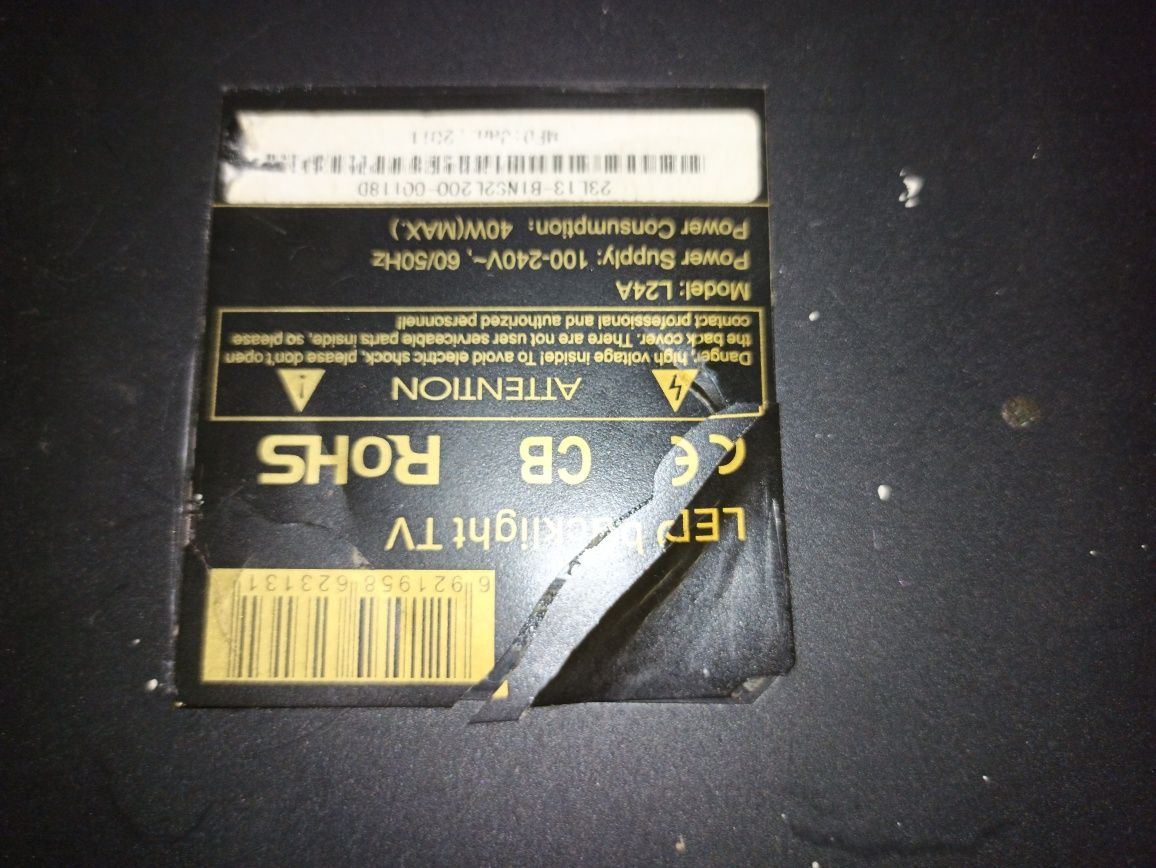 6 921958 623131
LED backlight TV
CE CB RoHS
ATTENTION
Danger, high voltage inside! To avoid electric shock, please don't open
the back cover. There are not user serviceable parts inside, so please
contact professional and authorized personnel!
Model: L24A
Power Supply: 100-240V~, 60/50Hz
Power Consumption: 40W(MAX.)
23L13-B1NS2L200-00118D
MFD:Jan.